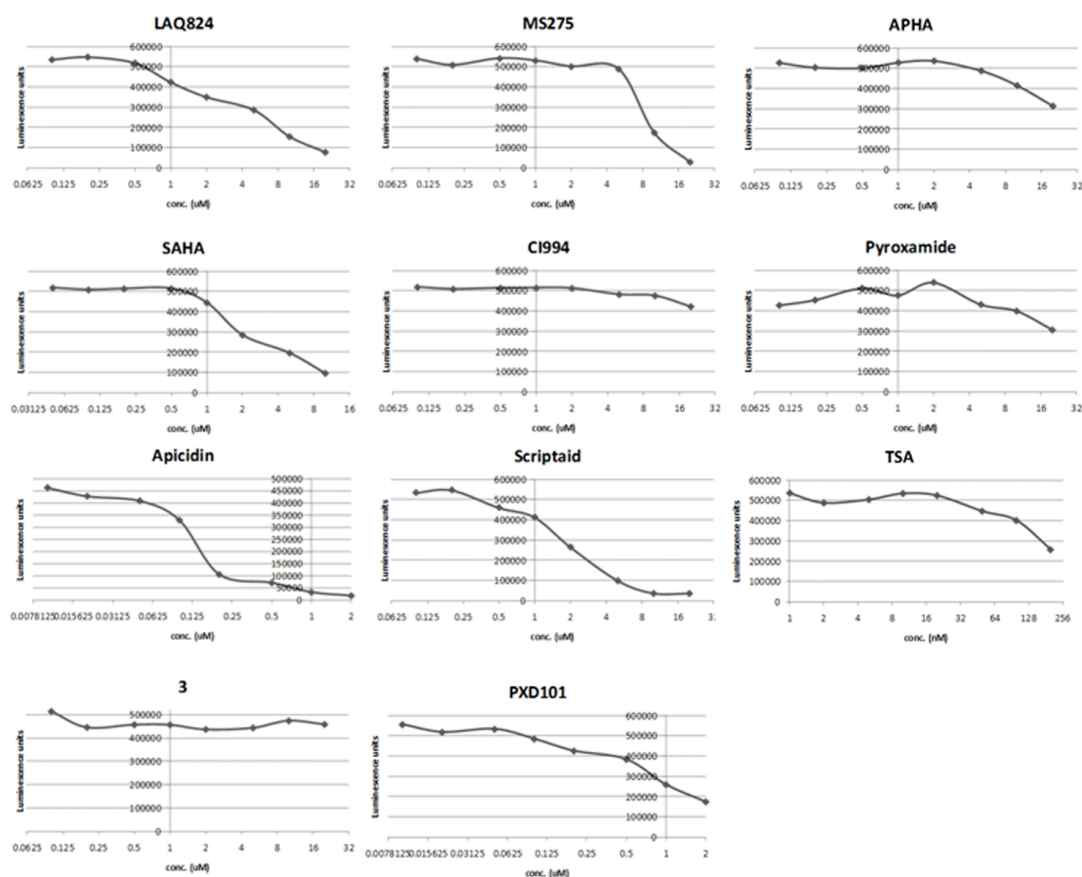 LAQ824
Luminescence units
600000
500000
400000
300000
200000
100000
0
0.0625 0.125 0.25 0.5 1 2 4 8 16 32
conc. (uM)
MS275
Luminescence units
600000
500000
400000
300000
200000
100000
0
0.0625 0.125 0.25 0.5 1 2 4 8 16 32
conc. (uM)
APHA
Luminescence units
600000
500000
400000
300000
200000
100000
0
0.0625 0.125 0.25 0.5 1 2 4 8 16 32
conc. (uM)
SAHA
Luminescence units
600000
500000
400000
300000
200000
100000
0
0.03125 0.0625 0.125 0.25 0.5 1 2 4 8 16
conc. (uM)
CI994
Luminescence units
600000
500000
400000
300000
200000
100000
0
0.0625 0.125 0.25 0.5 1 2 4 8 16 32
conc. (uM)
Pyroxamide
Luminescence units
600000
500000
400000
300000
200000
100000
0
0.0625 0.125 0.25 0.5 1 2 4 8 16 32
conc. (uM)
Apicidin
Luminescence units
500000
450000
400000
350000
300000
250000
200000
150000
100000
50000
0
0.0078125 0.015625 0.03125 0.0625 0.125 0.25 0.5 1 2
conc. (uM)
Scriptaid
Luminescence units
600000
500000
400000
300000
200000
100000
0
0.0625 0.125 0.25 0.5 1 2 4 8 16 32
conc. (uM)
TSA
Luminescence units
600000
500000
400000
300000
200000
100000
1 2 4 8 16 32 64 128 256
conc. (nM)
3
Luminescence units
500000
400000
300000
200000
100000
0
0.0625 0.125 0.25 0.5 1 2 4 8 16 32
conc. (uM)
PXD101
Luminescence units
600000
500000
400000
300000
200000
100000
0
0.0078125 0.015625 0.03125 0.0625 0.125 0.25 0.5 1 2
conc. (uM)